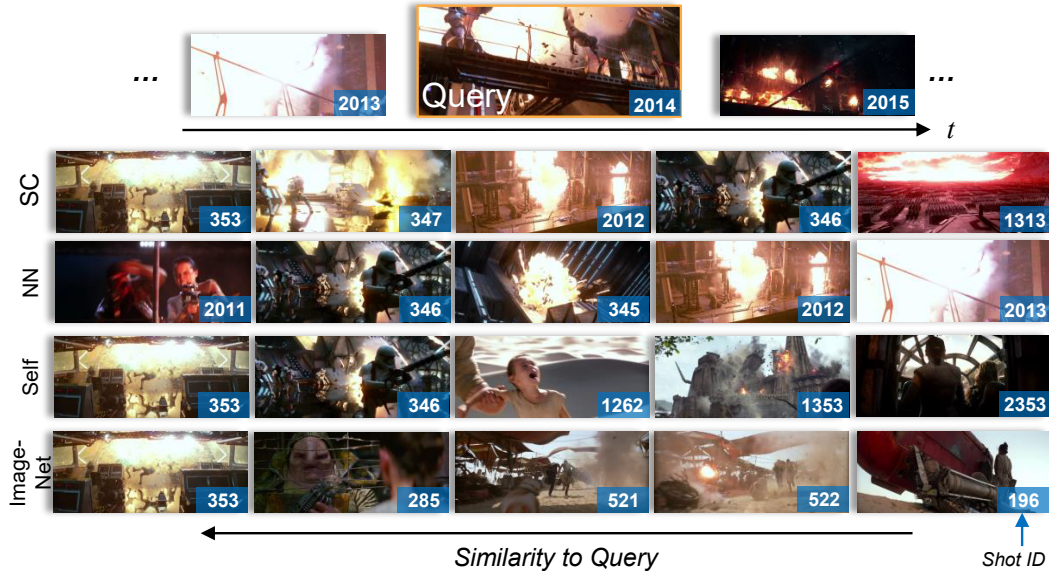 ...
2013
Query
2014
2015
...
t
SC
353
347
2012
346
1313
NN
2011
346
345
2012
2013
Self
353
346
1262
1353
2353
Image-
Net
353
285
521
522
196
Similarity to Query
Shot ID